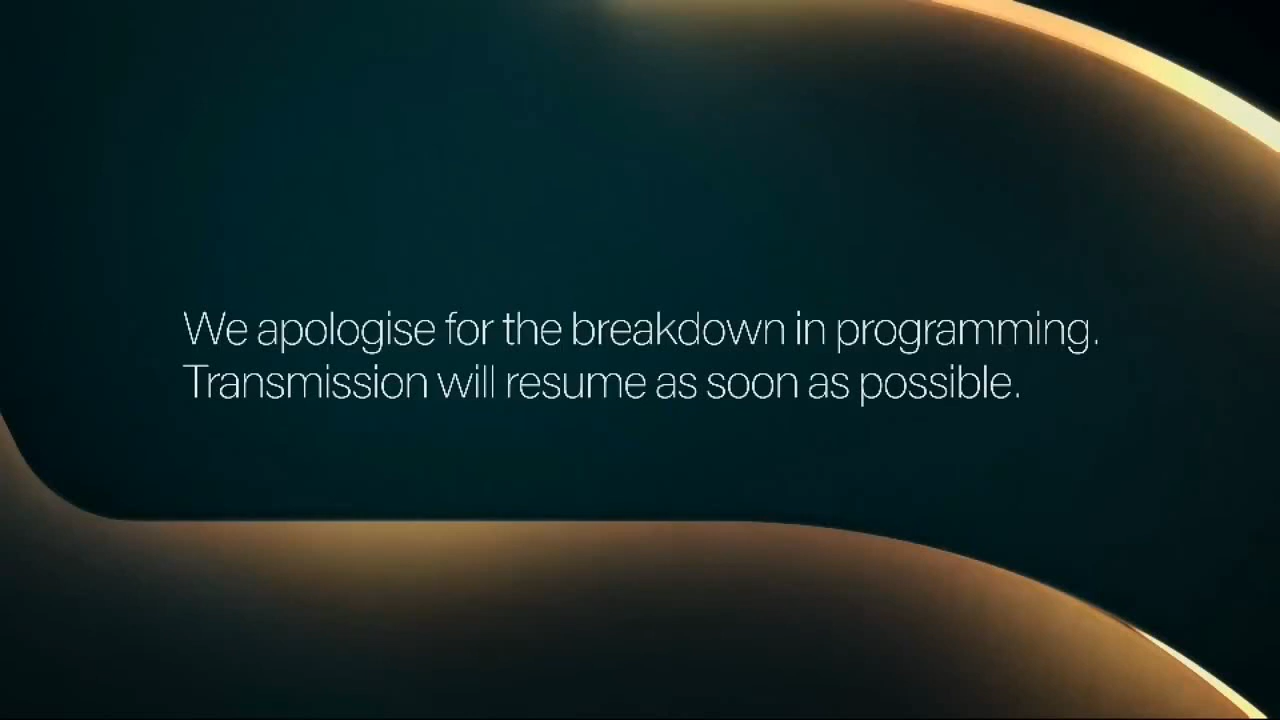 We apologise for the breakdown in programming.
Transmission will resume as soon as possible.